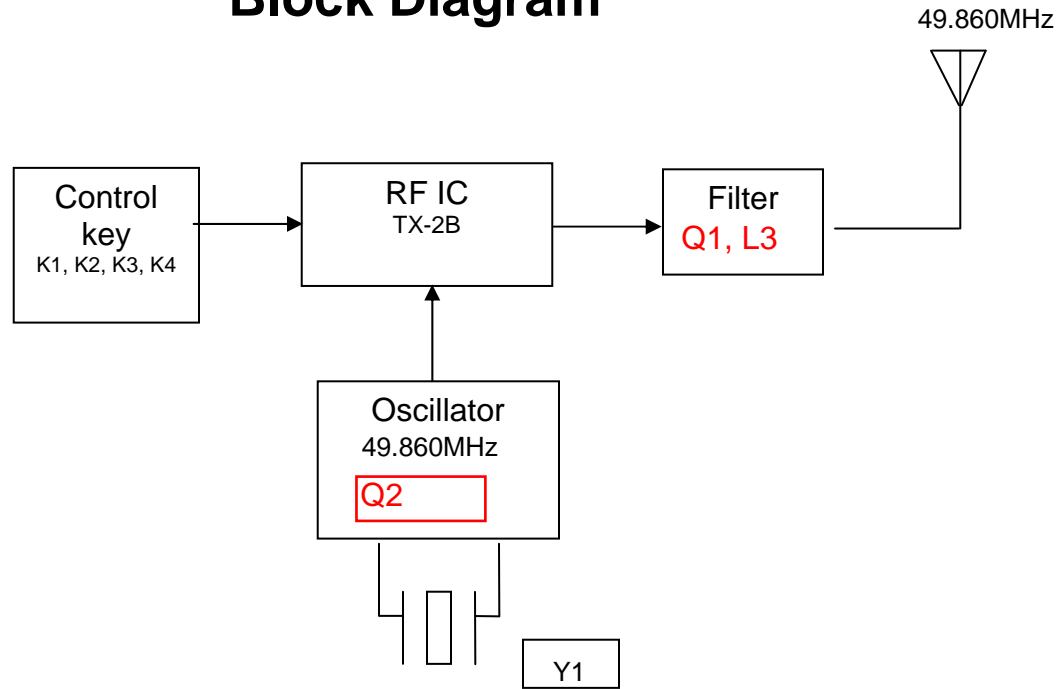 Block Diagram
49.860MHz
Control
key
K1, K2, K3, K4
RF IC
TX-2B
Filter
Q1, L3
Oscillator
49.860MHz
Q2
Y1